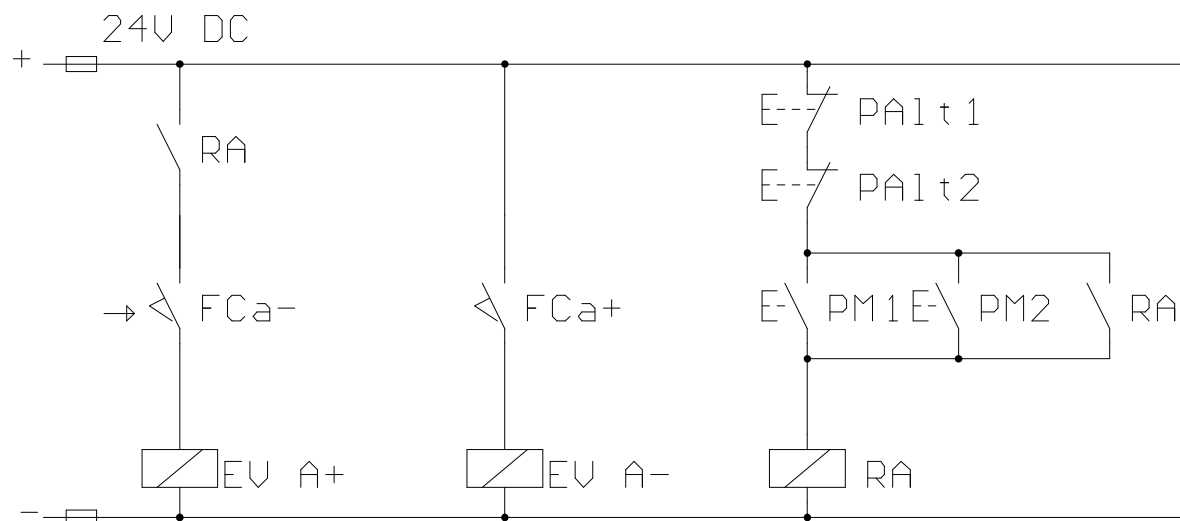 24V DC
+
PAlt1
RA
PAlt2
FCa-
FCa+
PM1
PM2
RA
EV A+
EV A-
RA
-